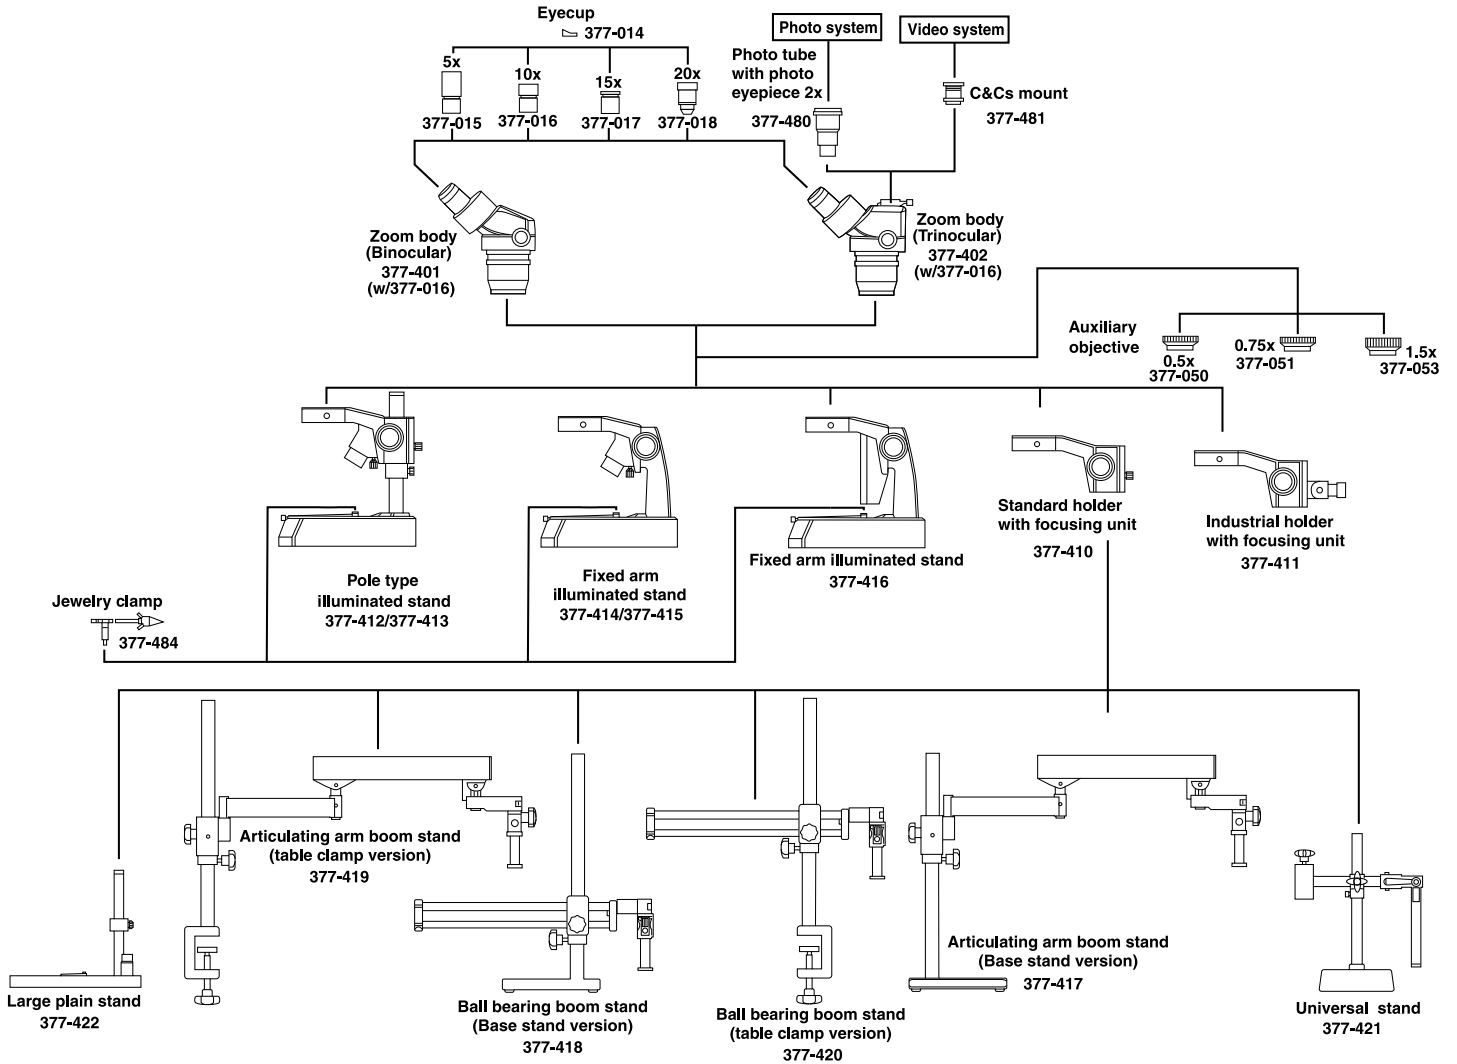 Eyecup
377-014
Photo system
Video system
5x
377-015
10x
377-016
15x
377-017
20x
377-018
Photo tube
with photo
eyepiece 2x
377-480
C&Cs mount
377-481
Zoom body
(Binocular)
377-401
(w/377-016)
Zoom body
(Trinocular)
377-402
(w/377-016)
Auxiliary
objective
0.5x
377-050
0.75x
377-051
1.5x
377-053
Pole type
illuminated stand
377-412/377-413
Fixed arm
illuminated stand
377-414/377-415
Fixed arm illuminated stand
377-416
Standard holder
with focusing unit
377-410
Industrial holder
with focusing unit
377-411
Jewelry clamp
377-484
Large plain stand
377-422
Articulating arm boom stand
(table clamp version)
377-419
Ball bearing boom stand
(Base stand version)
377-418
Ball bearing boom stand
(table clamp version)
377-420
Articulating arm boom stand
(Base stand version)
377-417
Universal stand
377-421